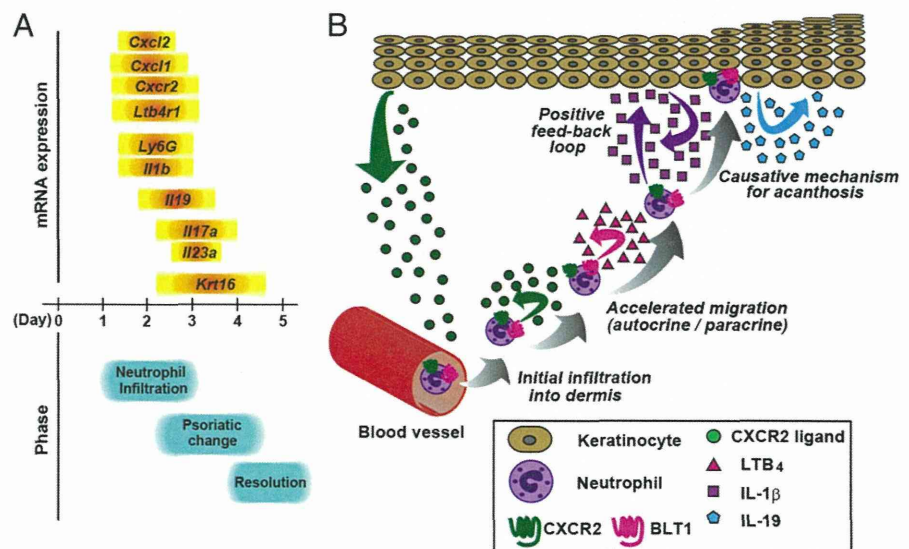 A
mRNA expression
Cxcl2
Cxcl1
Cxcr2
Ltb4r1
Ly6G
Il1b
Il19
Il17a
Il23a
Krt16
(Day) 0 1 2 3 4 5
Phase
Neutrophil
Infiltration
Psoriatic
change
Resolution
B
Positive
feed-back
loop
Causative mechanism
for acanthosis
Accelerated migration
(autocrine / paracrine)
Initial infiltration
into dermis
Blood vessel
Keratinocyte
Neutrophil
CXCR2
BLT1
CXCR2 ligand
LTB4
IL-1β
IL-19